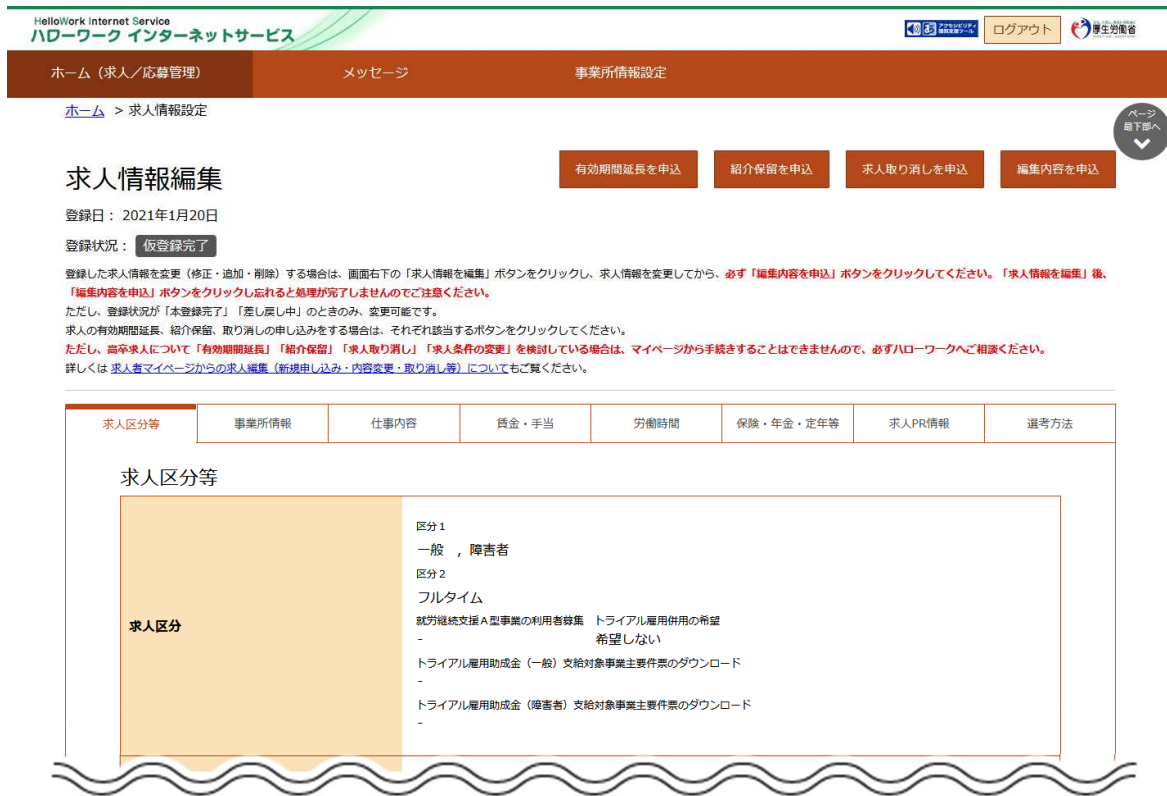 HelloWork Internet Service
ハローワーク インターネットサービス
ログアウト
厚生労働省
ホーム（求人／応募管理）
メッセージ
事業所情報設定
ホーム ＞求人情報設定
ページ
最下部へ
求人情報編集
有効期間延長を申込
紹介保留を申込
求人取り消しを申込
編集内容を申込
登録日： 2021年1月20日
登録状況： 仮登録完了
登録した求人情報を変更（修正・追加・削除）する場合は、画面右下の「求人情報を編集」ボタンをクリックし、求人情報を変更してから、必ず「編集内容を申込」ボタンをクリックしてください。「求人情報を編集」後、
「編集内容を申込」ボタンをクリックし忘れると処理が完了しませんのでご注意ください。
ただし、登録状況が「本登録完了」「差し戻し中」のときのみ、変更可能です。
求人の有効期間延長、紹介保留、取り消しの申し込みをする場合は、それぞれ該当するボタンをクリックしてください。
ただし、高卒求人について「有効期間延長」「紹介保留」「求人取り消し」「求人条件の変更」を検討している場合は、マイページから手続きすることはできませんので、必ずハローワークへご相談ください。
詳しくは 求人者マイページからの求人編集（新規申し込み・内容変更・取り消し等）についてもご覧ください。
求人区分等
事業所情報
仕事内容
賃金・手当
労働時間
保険・年金・定年等
求人PR情報
選考方法
求人区分等
求人区分
区分1
一般 ，障害者
区分2
フルタイム
就労継続支援Ａ型事業の利用者募集 トライアル雇用併用の希望
- 希望しない
トライアル雇用助成金（一般）支給対象事業主要件票のダウンロード
-
トライアル雇用助成金（障害者）支給対象事業主要件票のダウンロード
-